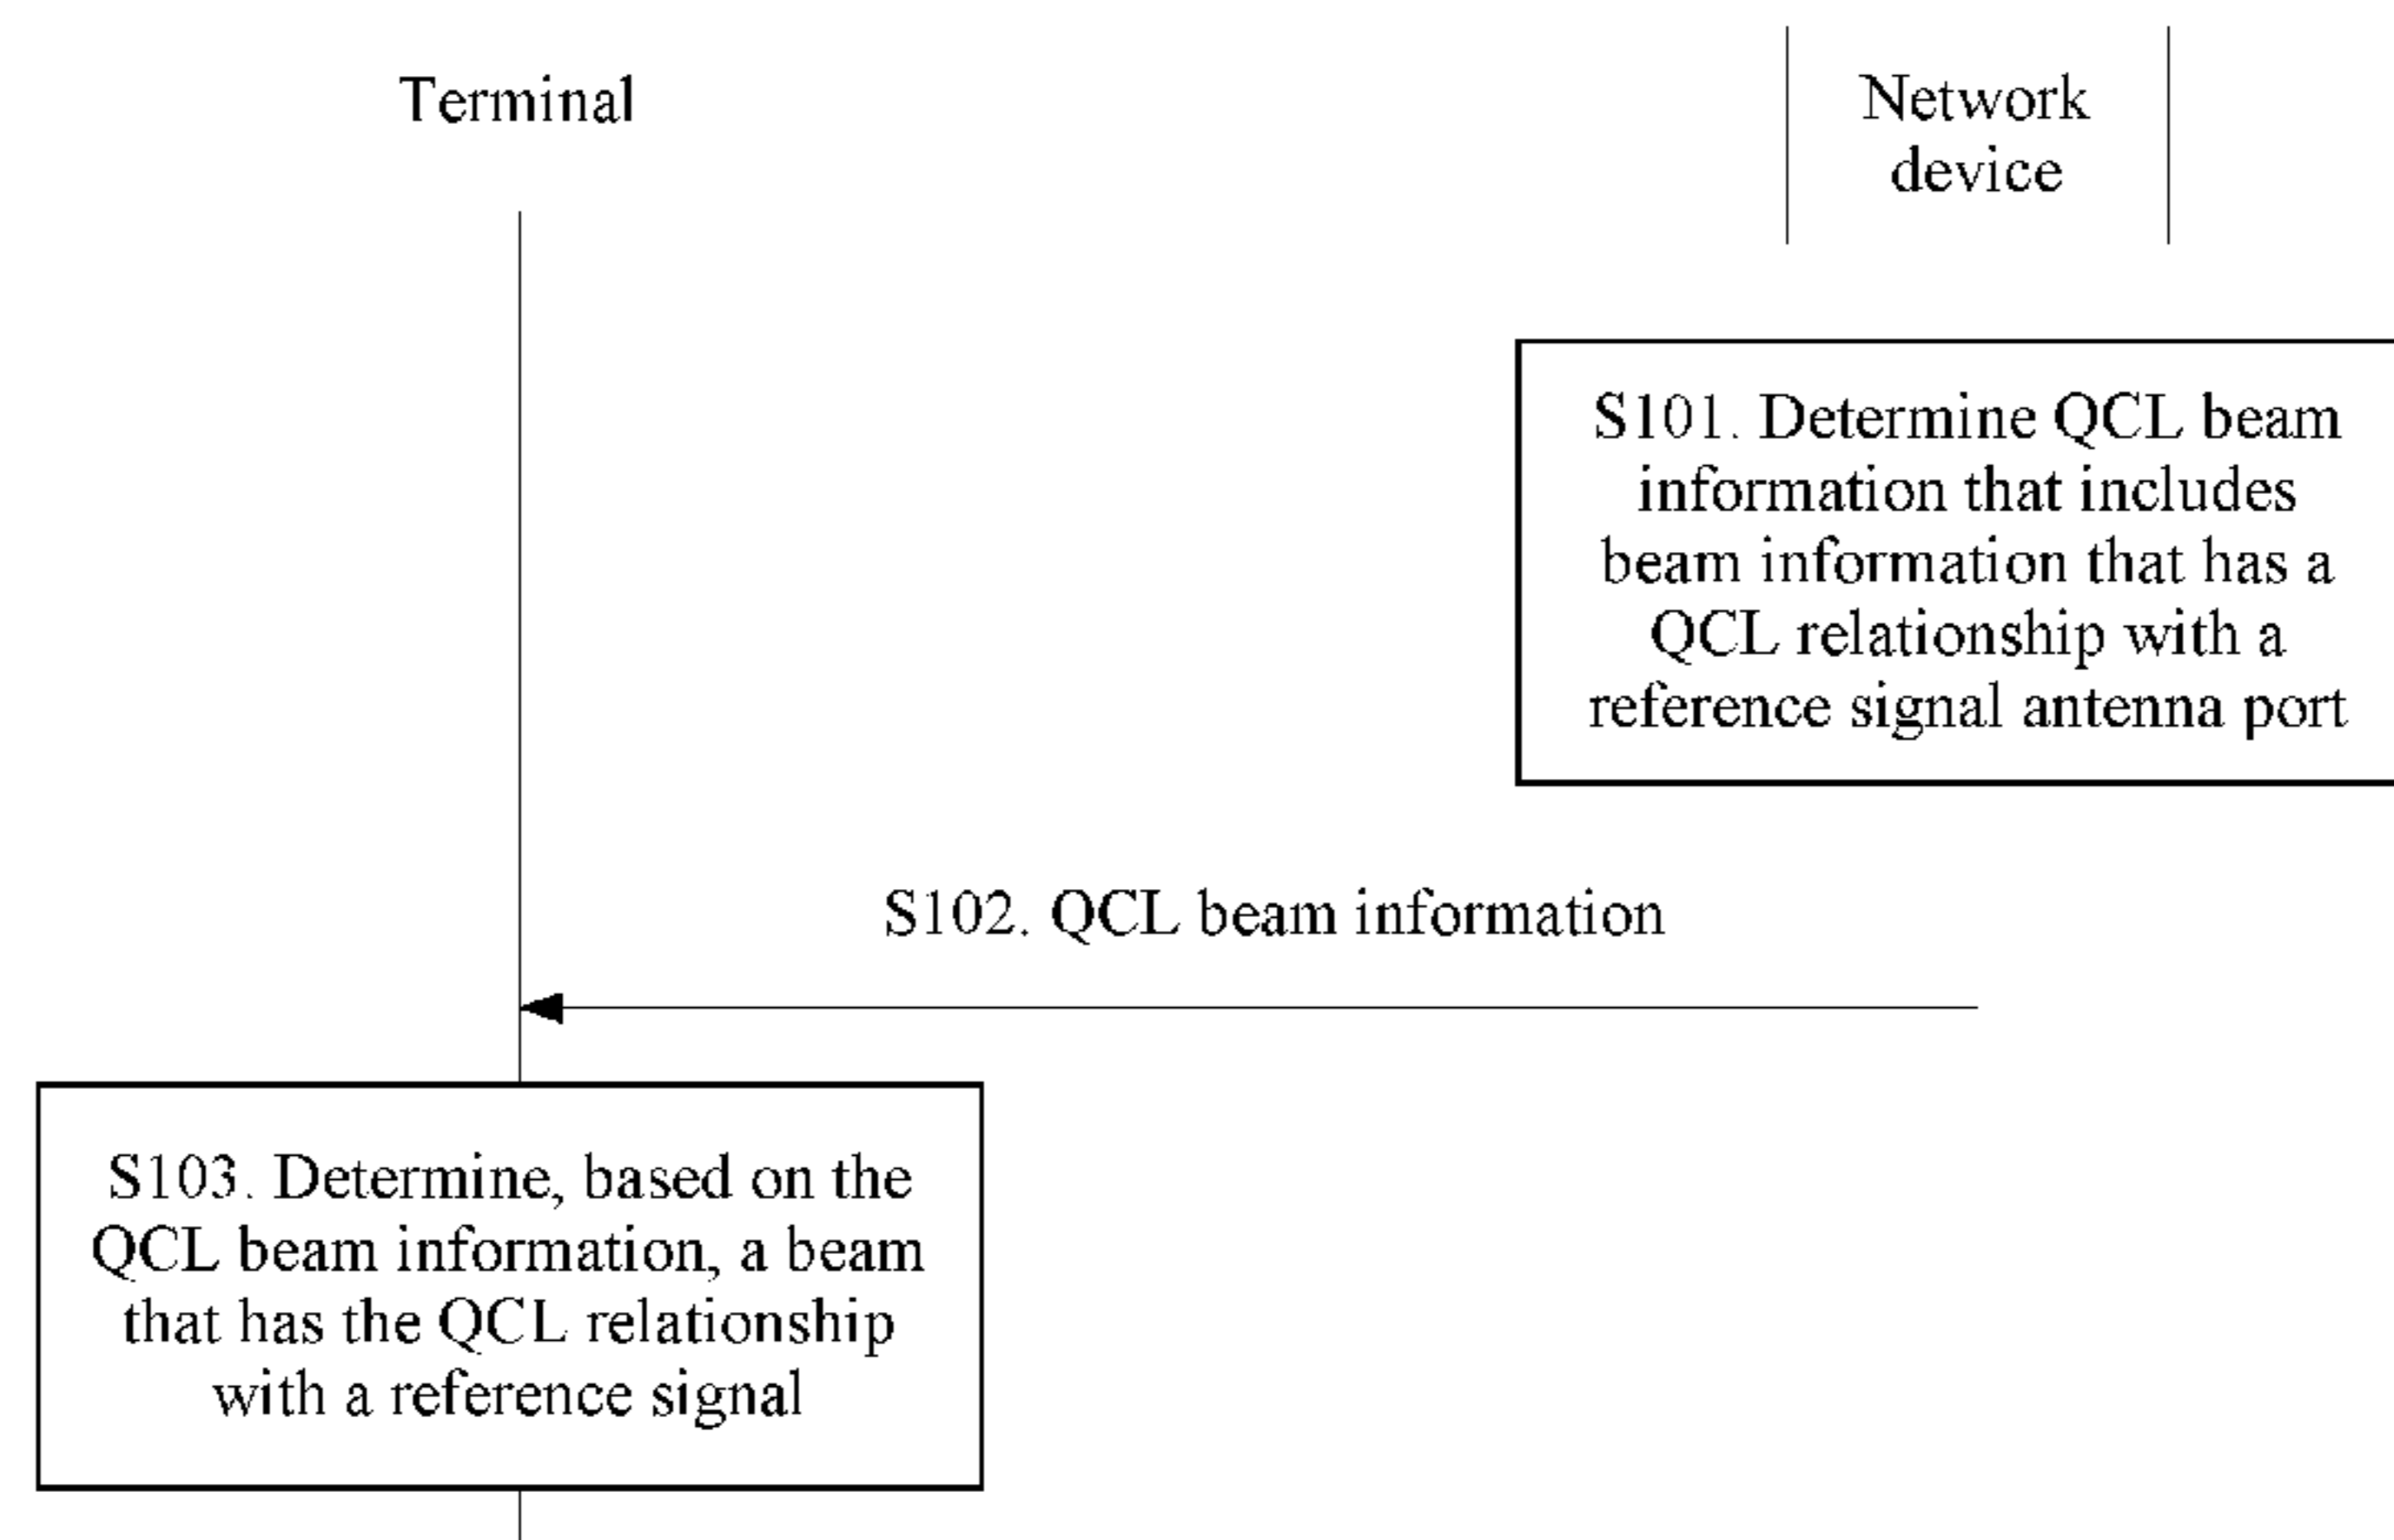 Terminal
Network
device
S101. Determine QCL beam
information that includes
beam information that has a
QCL relationship with a
reference signal antenna port
S102. QCL beam information
S103. Determine, based on the
QCL beam information, a beam
that has the QCL relationship
with a reference signal